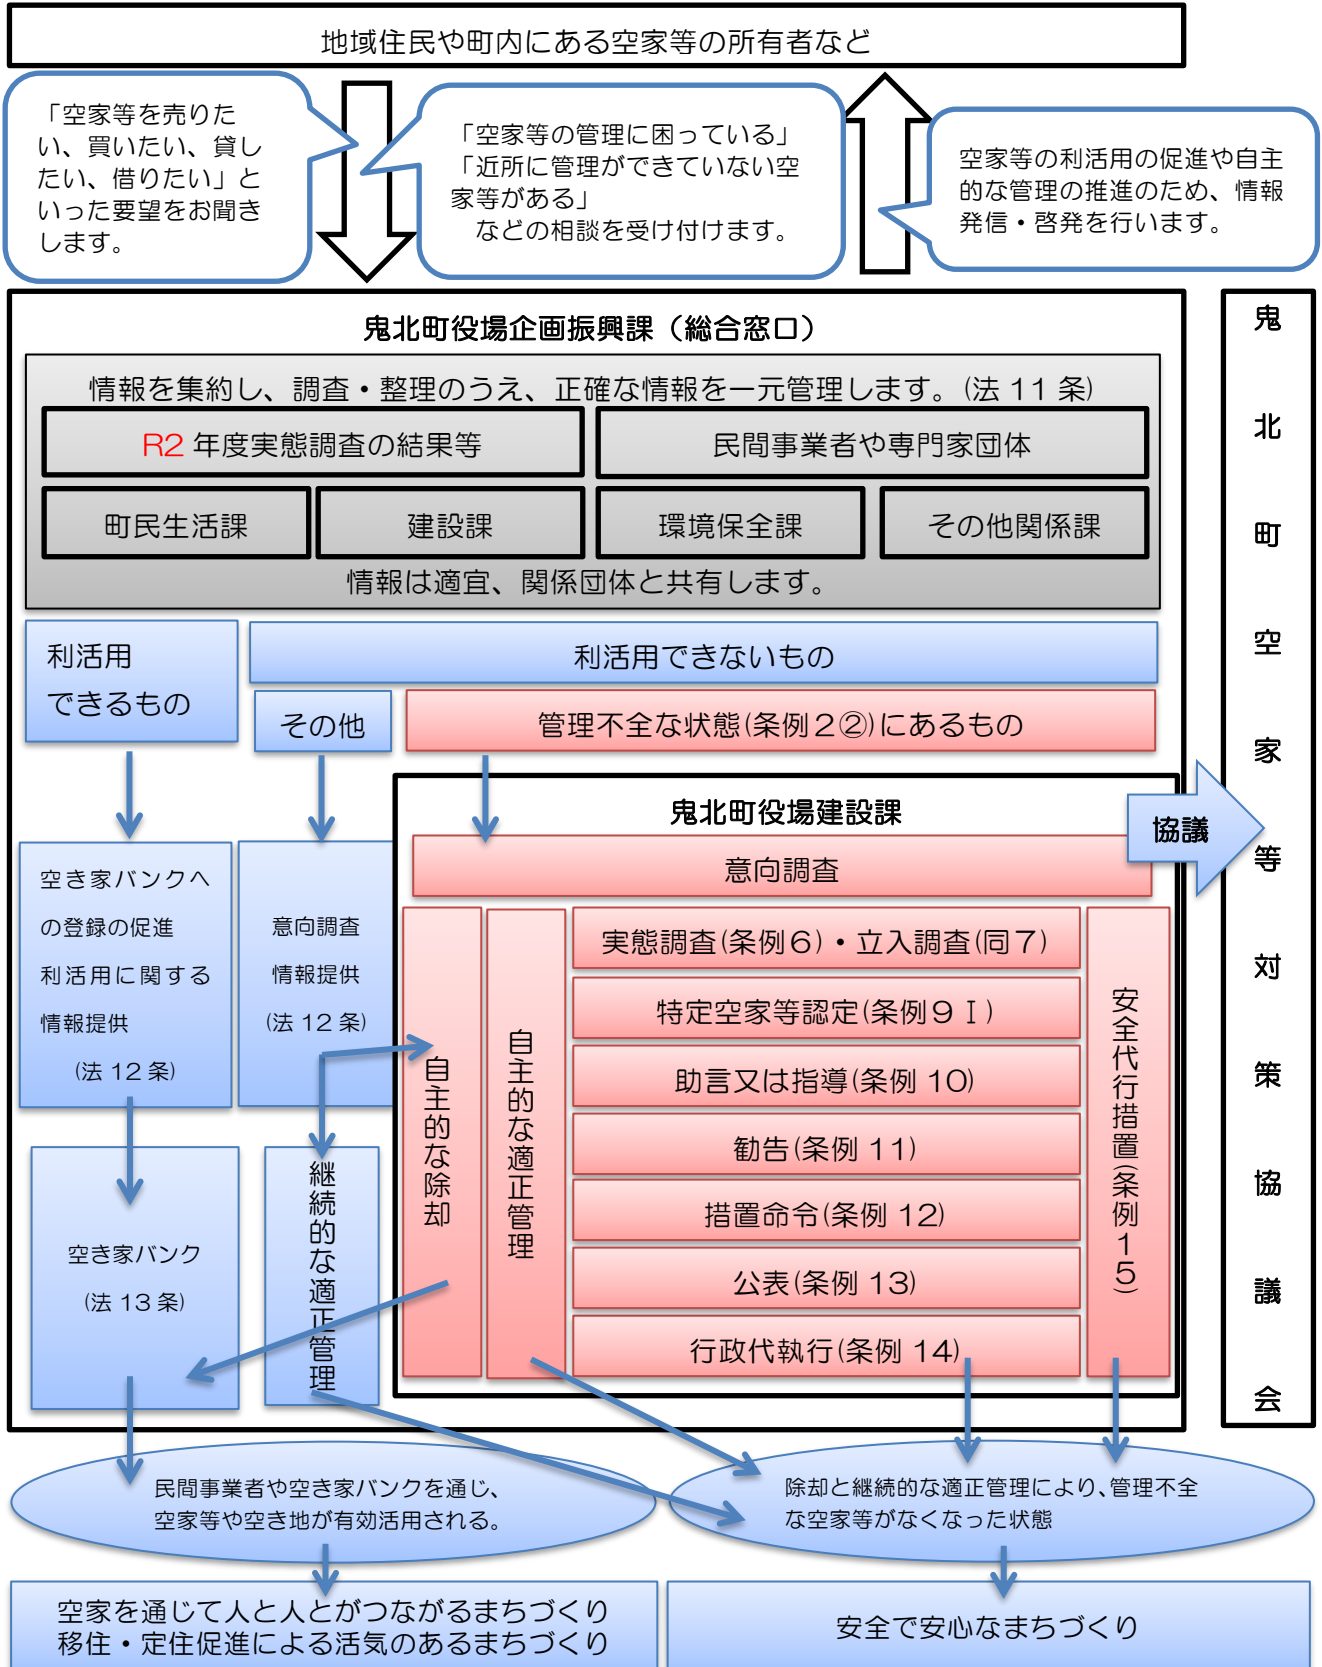 地域住民や町内にある空家等の所有者など
「空家等を売りた
い、買いたい、貸し
たい、借りたい」と
いった要望をお聞き
します。
「空家等の管理に困っている」
「近所に管理ができていない空
家等がある」
などの相談を受け付けます。
空家等の利活用の促進や自主
的な管理の推進のため、情報
発信・啓発を行います。
鬼北町役場企画振興課（総合窓口）
情報を集約し、調査・整理のうえ、正確な情報を一元管理します。(法 11 条)
R2 年度実態調査の結果等
民間事業者や専門家団体
町民生活課
建設課
環境保全課
その他関係課
情報は適宜、関係団体と共有します。
利活用
できるもの
利活用できないもの
その他
管理不全な状態(条例２②)にあるもの
鬼北町役場建設課
協議
意向調査
空き家バンクへ
の登録の促進
利活用に関する
情報提供
(法 12 条)
意向調査
情報提供
(法 12 条)
自主的な除却
自主的な適正管理
実態調査(条例６)・立入調査(同７)
特定空家等認定(条例９Ⅰ)
助言又は指導(条例 10)
勧告(条例 11)
措置命令(条例 12)
公表(条例 13)
行政代執行(条例 14)
安全代行措置(条例１５)
空き家バンク
(法 13 条)
継続的な適正管理
鬼北町空家等対策協議会
民間事業者や空き家バンクを通じ、
空家等や空き地が有効活用される。
除却と継続的な適正管理により、管理不全
な空家等がなくなった状態
空家を通じて人と人とがつながるまちづくり
移住・定住促進による活気のあるまちづくり
安全で安心なまちづくり